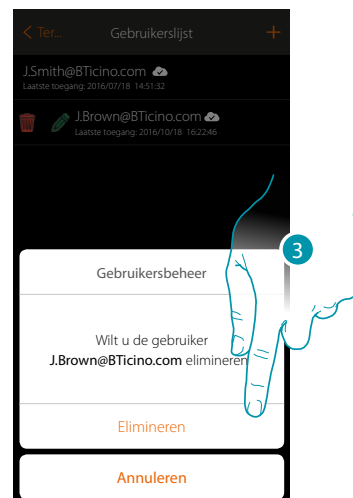 Ter... Gebruikerslijst +
J.Smith@BTicino.com
Laatste toegang: 2016/07/18 14:51:32
J.Brown@BTicino.com
Laatste toegang: 2016/10/18 16:22:46
3
Gebruikersbeheer
Wilt u de gebruiker
J.Brown@BTicino.com elimineren
Elimineren
Annuleren